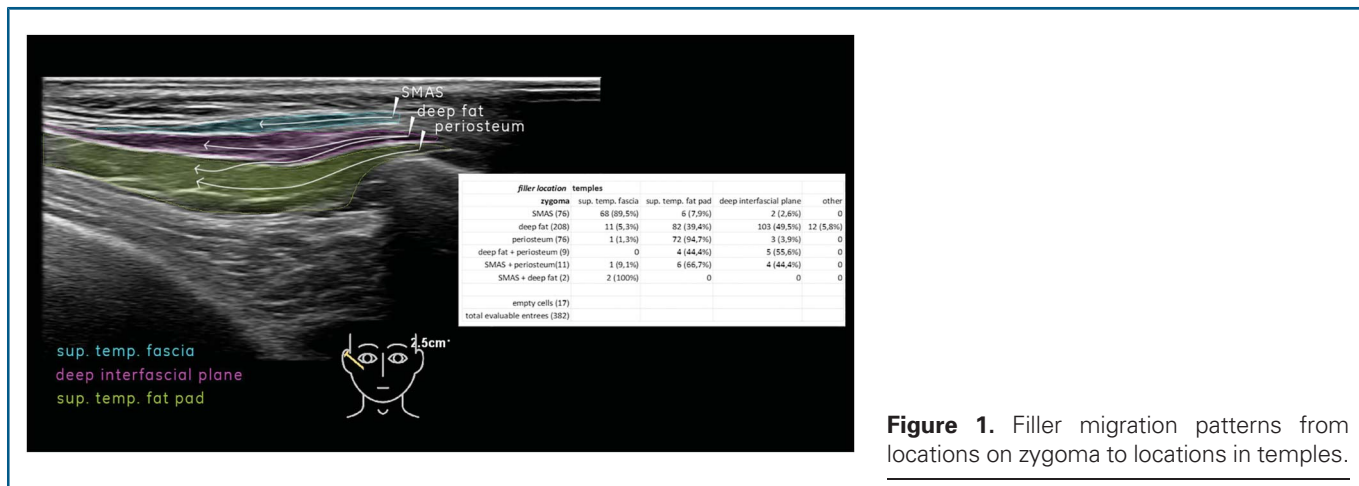 SMAS
deep fat
periosteum
filler location temples
zygoma sup. temp. fascia sup. temp. fat pad deep interfascial plane other
SMAS (76) 68 (89,5%) 6 (7,9%) 2 (2,6%) 0
deep fat (208) 11 (5,3%) 82 (39,4%) 103 (49,5%) 12 (5,8%)
periosteum (76) 1 (1,3%) 72 (94,7%) 3 (3,9%) 0
deep fat + periosteum (9) 0 4 (44,4%) 5 (55,6%) 0
SMAS + periosteum(11) 1 (9,1%) 6 (66,7%) 4 (44,4%) 0
SMAS + deep fat (2) 2 (100%) 0 0 0
empty cells (17)
total evaluable entrees (382)
2.5cm
sup. temp. fascia
deep interfascial plane
sup. temp. fat pad
Figure 1. Filler migration patterns from
locations on zygoma to locations in temples.